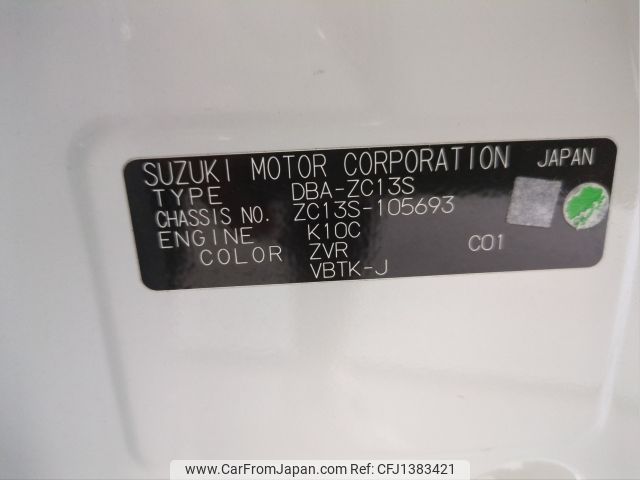 SUZUKI MOTOR CORPORATION JAPAN
TYPE DBA-ZC13S
CHASSIS NO. ZC13S-105693
ENGINE K10C
COLOR ZVR C01
VBTK-J
www.CarFromJapan.com - CFJ1383421